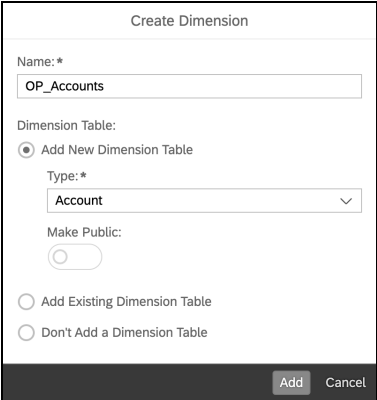 Create Dimension
Name:*
OP_Accounts
Dimension Table:
Add New Dimension Table
Type:*
Account
Make Public:
Add Existing Dimension Table
Don't Add a Dimension Table
Add Cancel